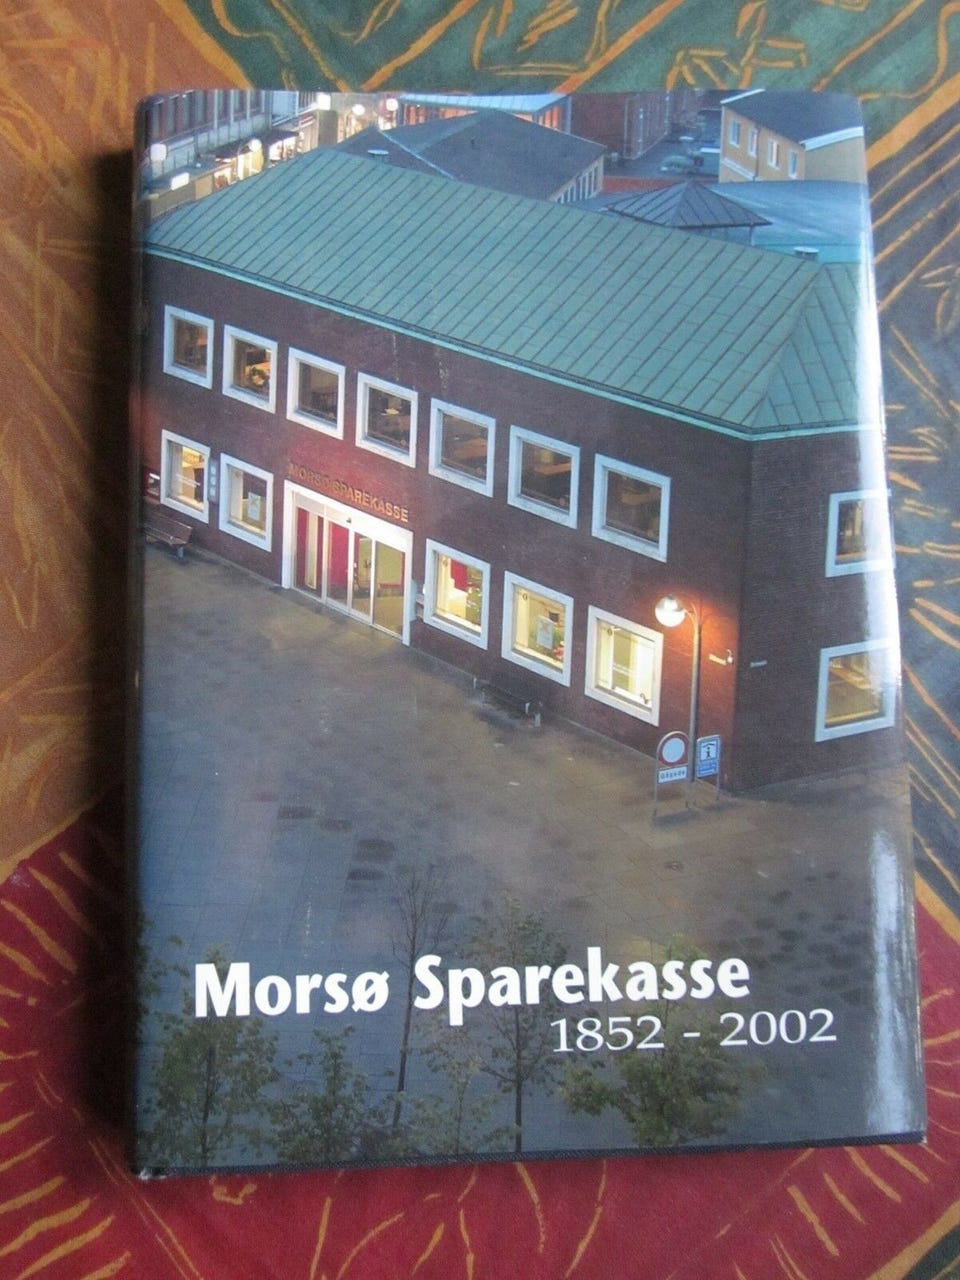 MORSØ SPAREKASSE
Gågade
Morsø Sparekasse
1852 - 2002